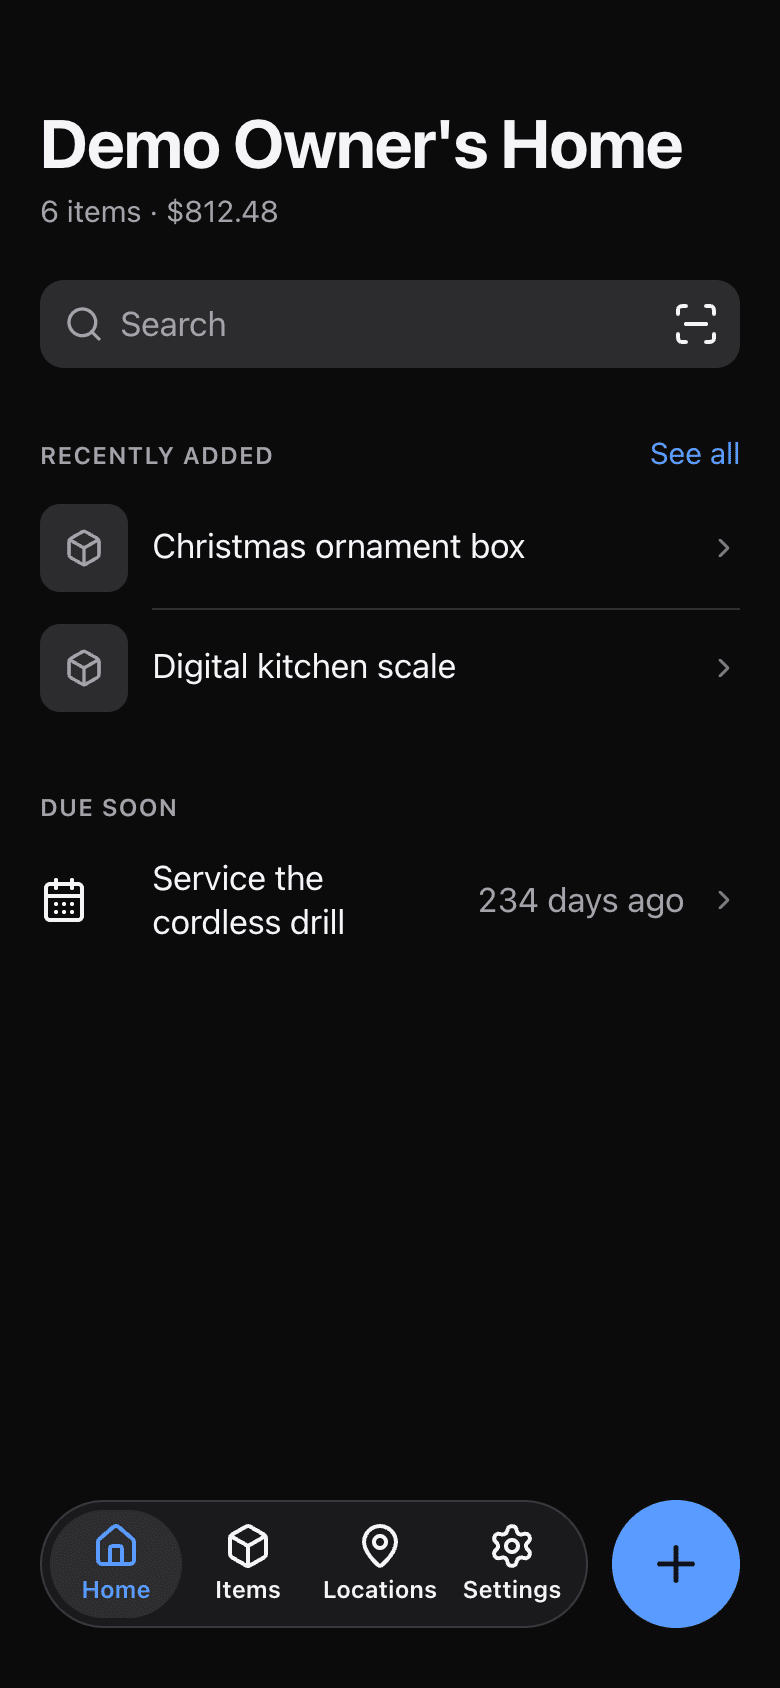 Demo Owner's Home
6 items · $812.48
Search
RECENTLY ADDED
See all
Christmas ornament box
Digital kitchen scale
DUE SOON
Service the
cordless drill
234 days ago
Home
Items
Locations
Settings